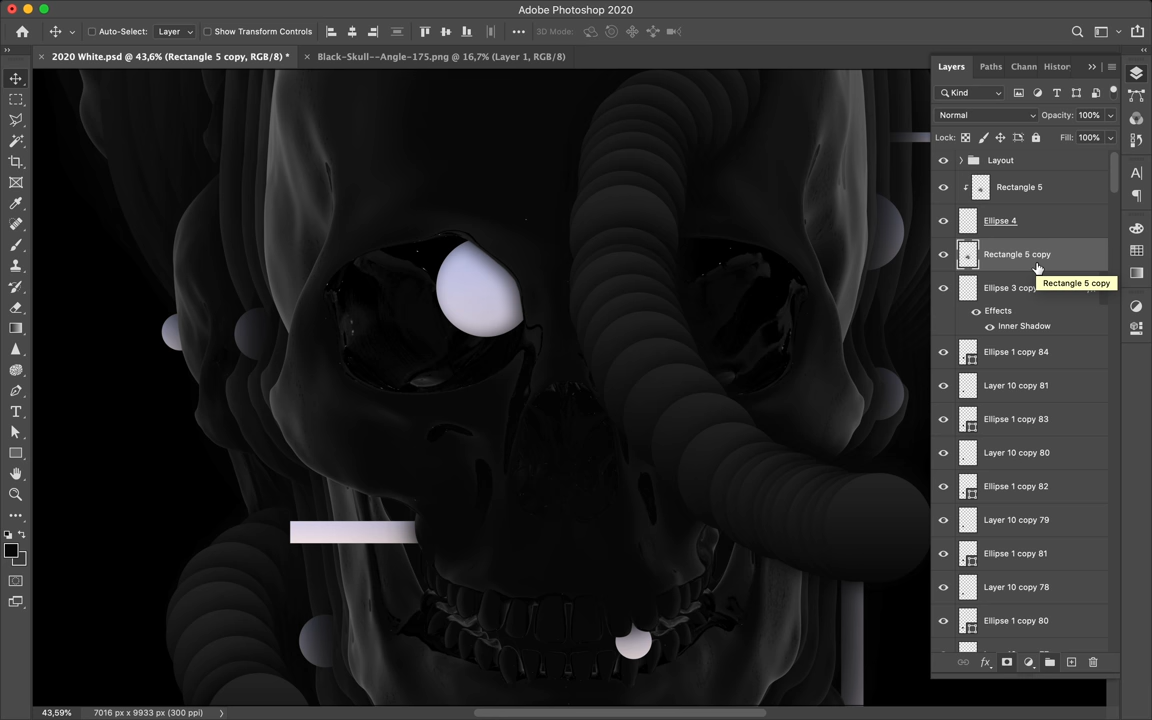 Adobe Photoshop 2020
Auto-Select: Layer Show Transform Controls 3D Mode:
2020 White.psd @ 43,6% (Rectangle 5 copy, RGB/8) *
Black-Skull--Angle-175.png @ 16,7% (Layer 1, RGB/8)
Layers Paths Chann Histor
Kind
Normal Opacity: 100%
Lock: Fill: 100%
Layout
Rectangle 5
Ellipse 4
Rectangle 5 copy
Rectangle 5 copy
Ellipse 3 copy
Effects
Inner Shadow
Ellipse 1 copy 84
Layer 10 copy 81
Ellipse 1 copy 83
Layer 10 copy 80
Ellipse 1 copy 82
Layer 10 copy 79
Ellipse 1 copy 81
Layer 10 copy 78
Ellipse 1 copy 80
fx
43,59% 7016 px x 9933 px (300 ppi)